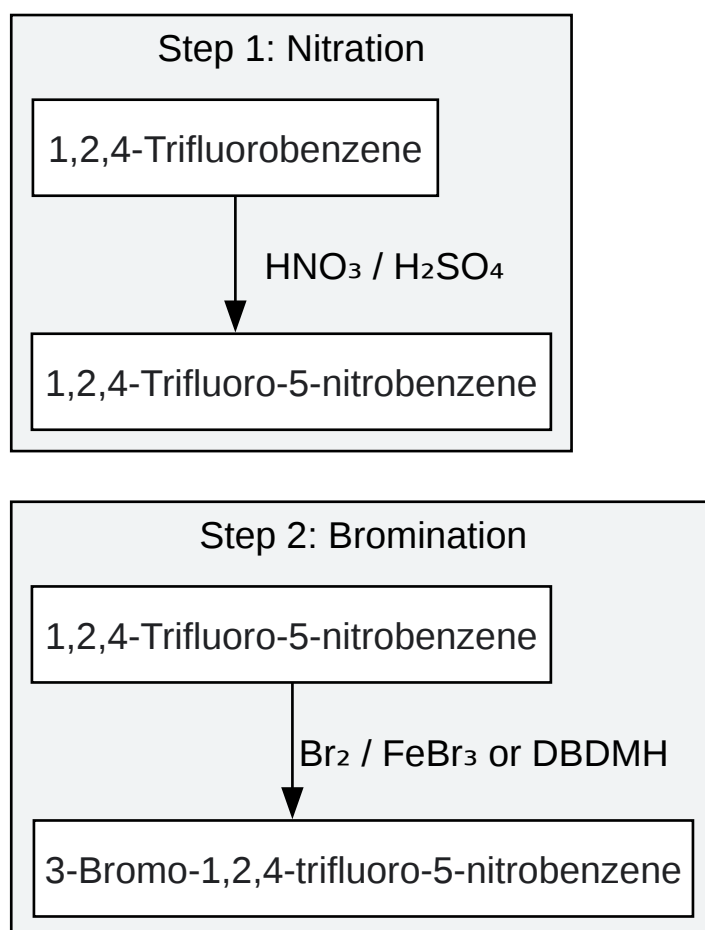 Step 1: Nitration
1,2,4-Trifluorobenzene
HNO₃ / H₂SO₄
1,2,4-Trifluoro-5-nitrobenzene
Step 2: Bromination
1,2,4-Trifluoro-5-nitrobenzene
Br₂ / FeBr₃ or DBDMH
3-Bromo-1,2,4-trifluoro-5-nitrobenzene